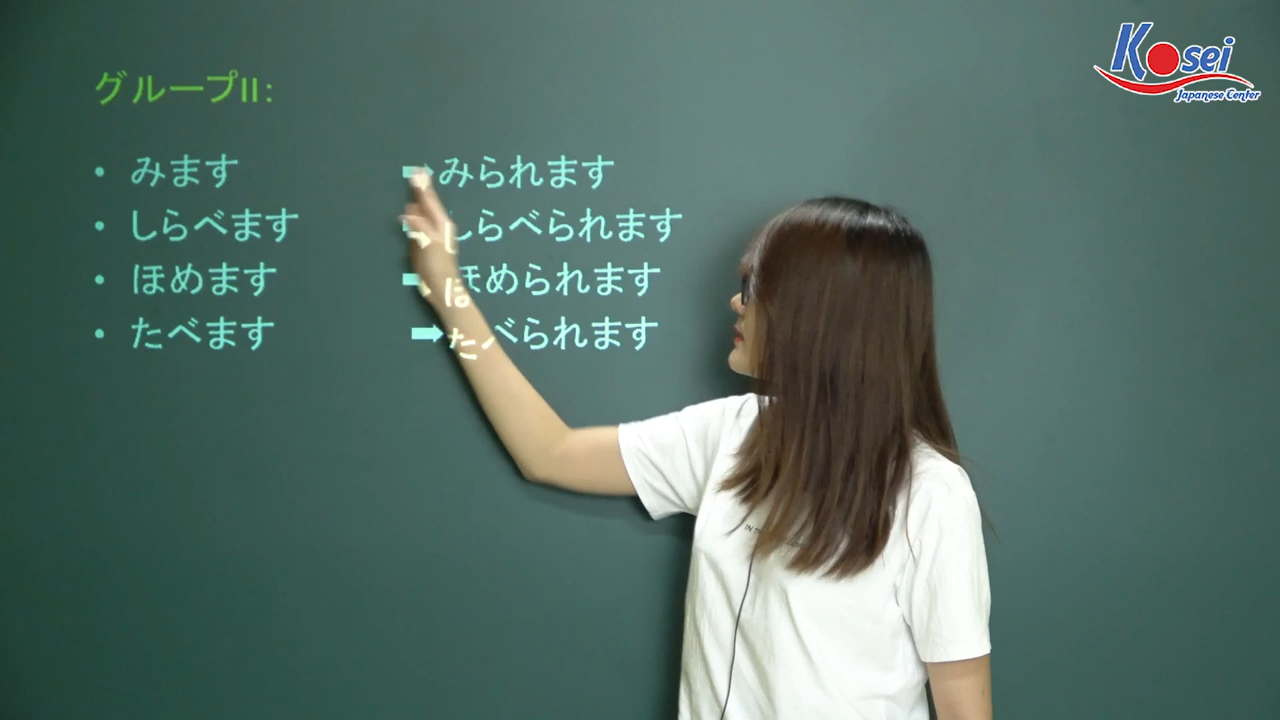 グループII:
• みます ➡みられます
• しらべます ➡しらべられます
• ほめます ➡ほめられます
• たべます ➡たべられます
Kosei
Japanese Center